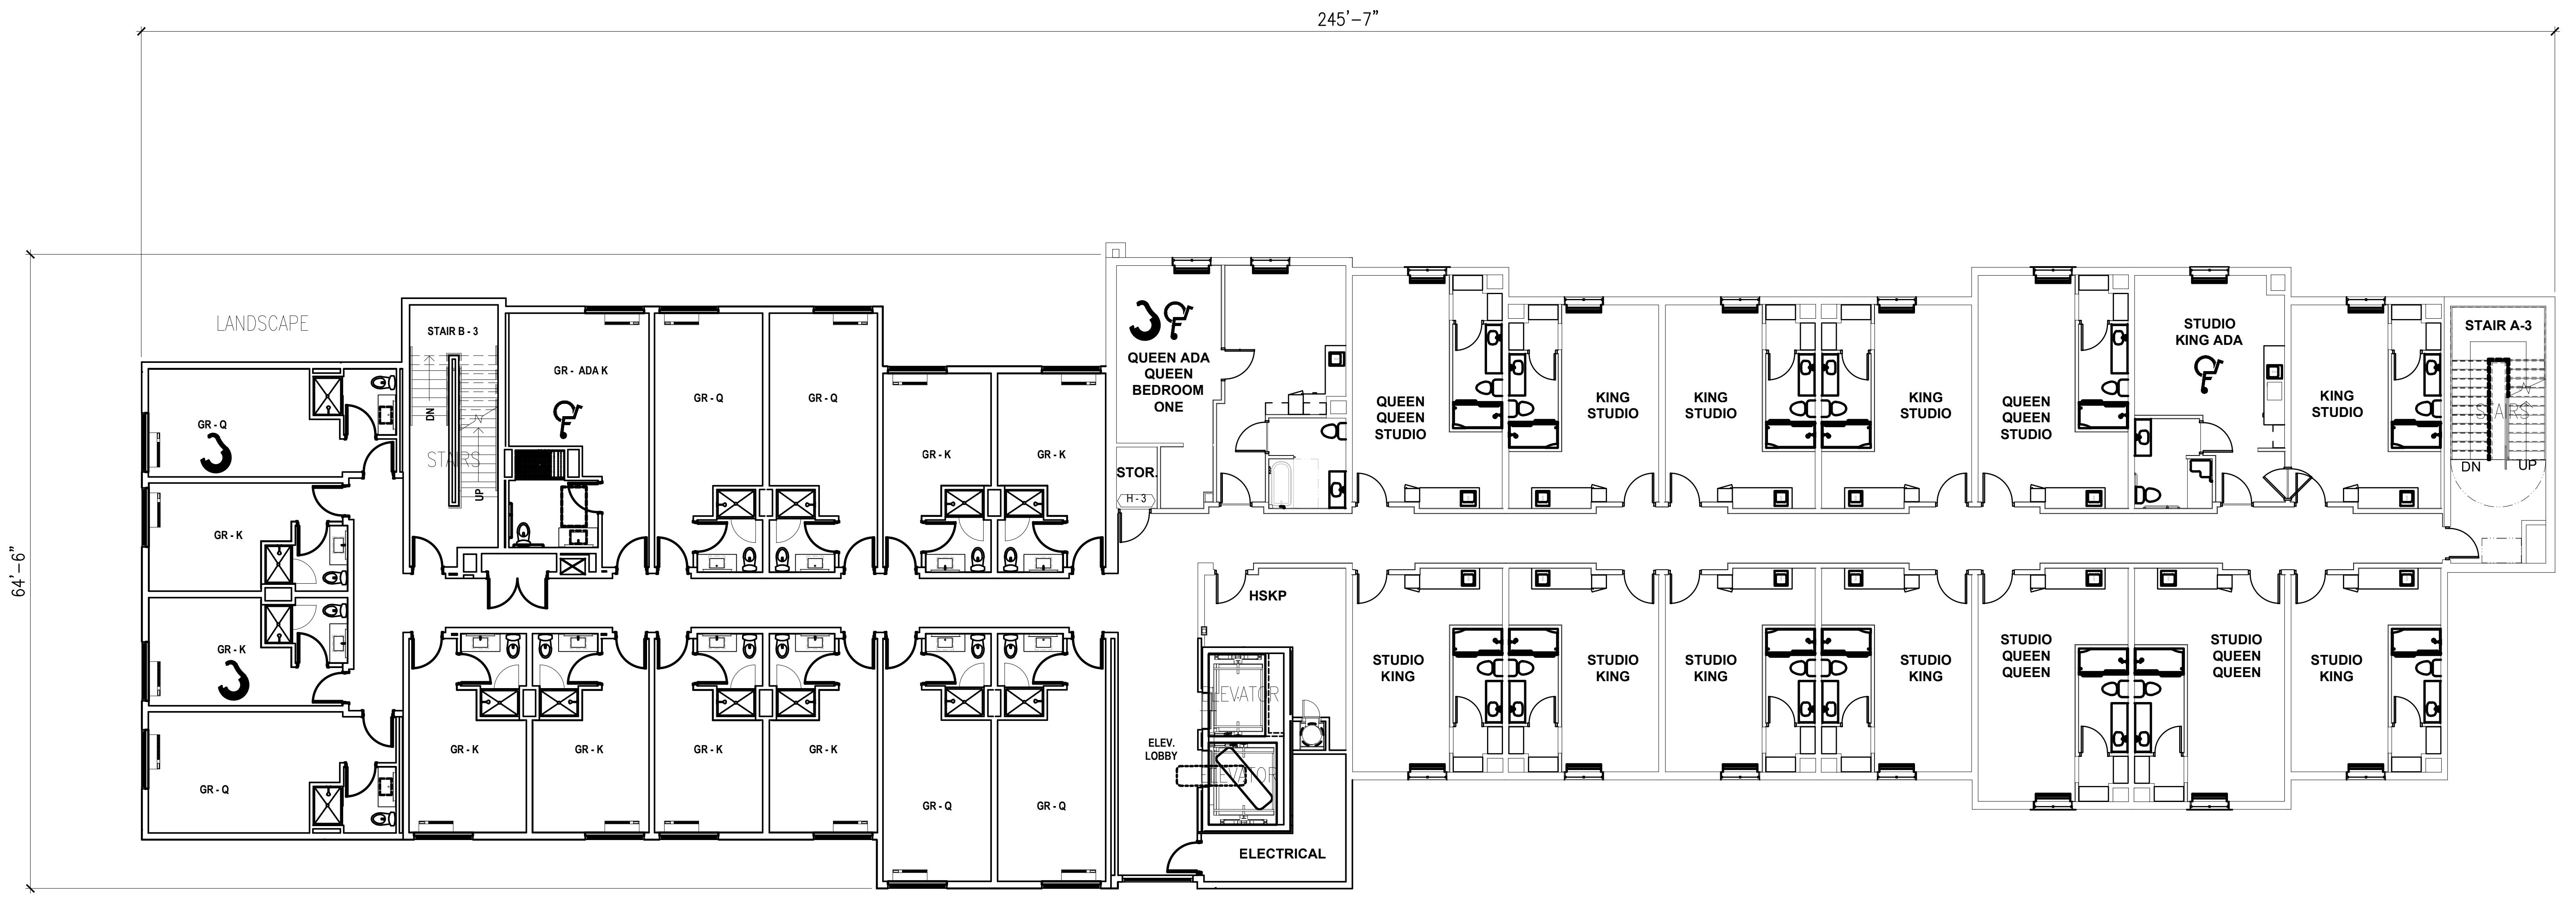 245'-7"
64'-6"
LANDSCAPE
STAIR B - 3
DN
STAIRS
UP
GR - Q
GR - K
GR - K
GR - Q
GR - ADA K
GR - Q
GR - Q
GR - K
GR - K
GR - K
GR - K
GR - K
GR - K
GR - Q
GR - Q
QUEEN ADA
QUEEN
BEDROOM
ONE
STOR.
H - 3
QUEEN
QUEEN
STUDIO
KING
STUDIO
KING
STUDIO
KING
STUDIO
QUEEN
QUEEN
STUDIO
STUDIO
KING ADA
KING
STUDIO
STAIR A-3
STAIRS
DN
UP
HSKP
ELEVATOR
ELEVATOR
ELEV.
LOBBY
ELECTRICAL
STUDIO
KING
STUDIO
KING
STUDIO
KING
STUDIO
KING
STUDIO
QUEEN
QUEEN
STUDIO
QUEEN
QUEEN
STUDIO
KING